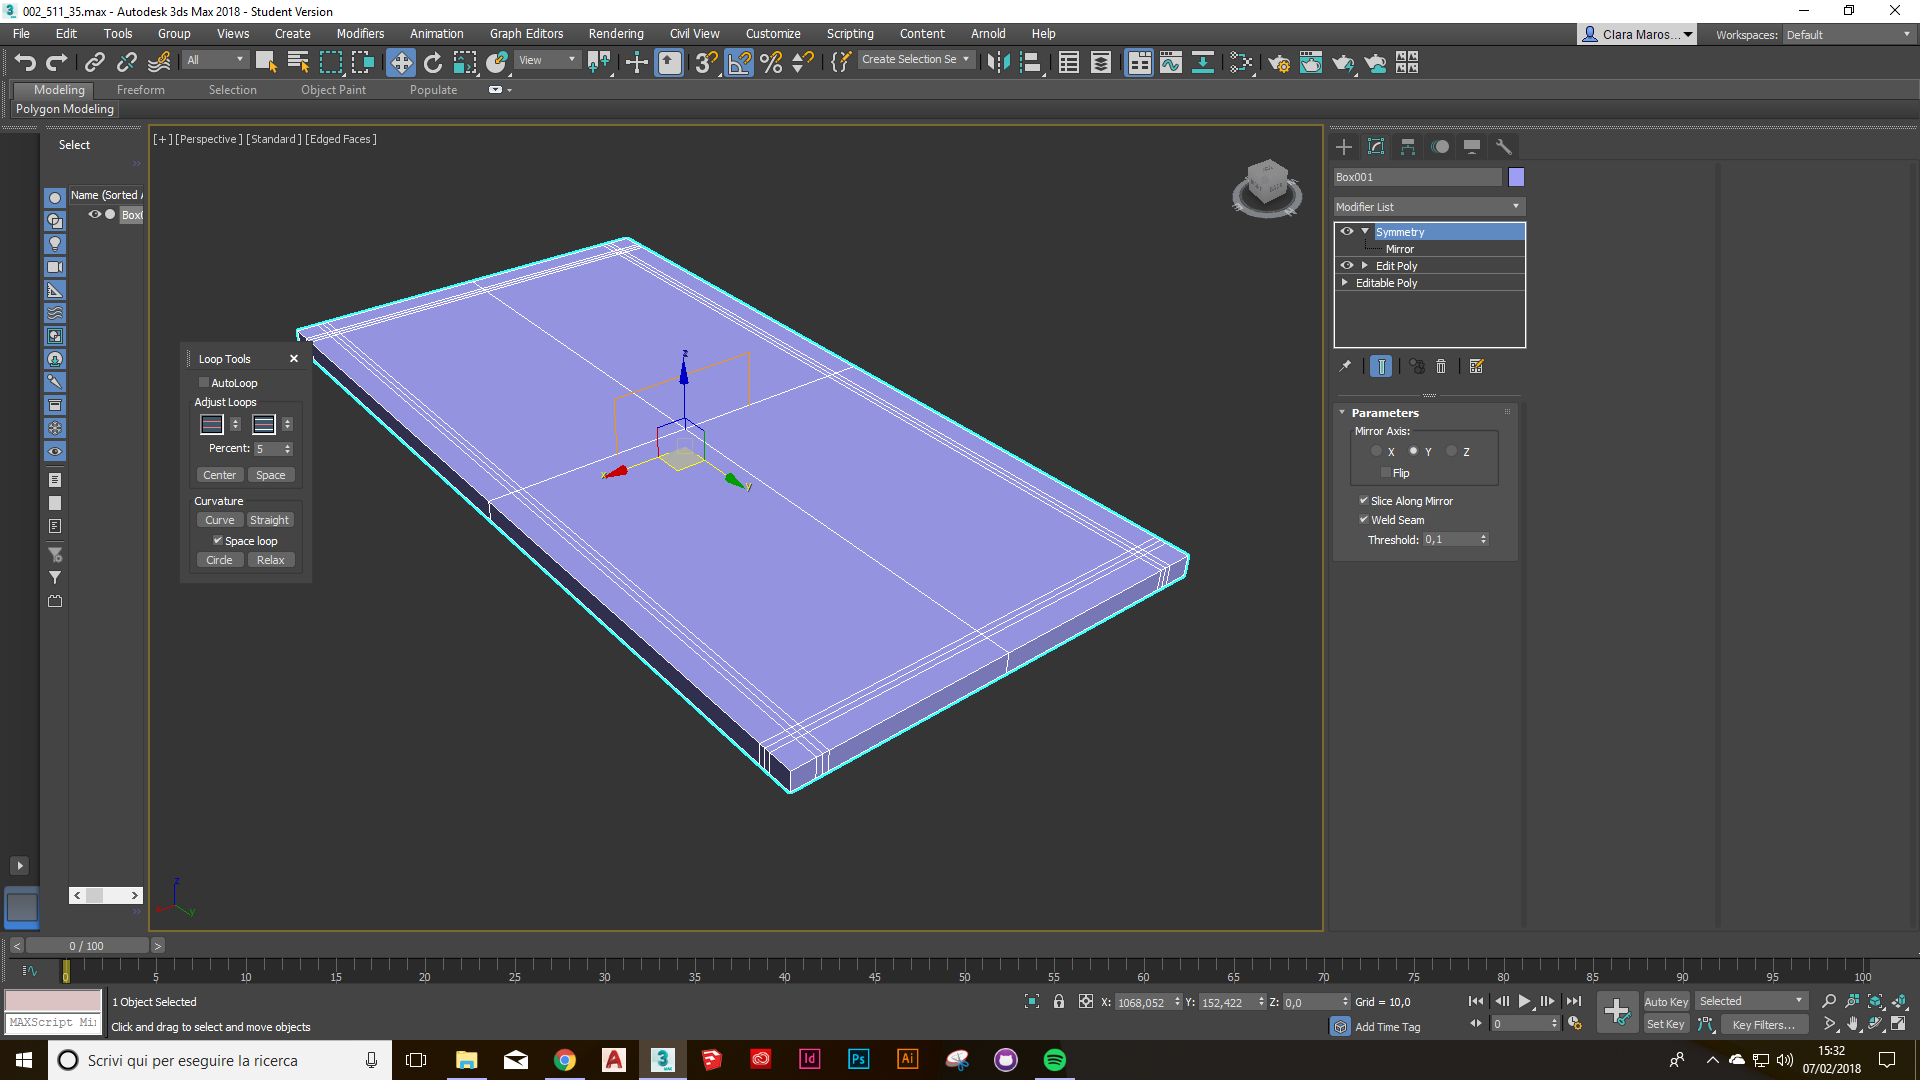 002_511_35.max - Autodesk 3ds Max 2018 - Student Version
File Edit Tools Group Views Create Modifiers Animation Graph Editors Rendering Civil View Customize Scripting Content Arnold Help
Clara Maros... Workspaces: Default
All View Create Selection Se
Modeling Freeform Selection Object Paint Populate
Polygon Modeling
[+] [Perspective] [Standard] [Edged Faces]
Select
Name (Sorted A
Box0
Loop Tools
AutoLoop
Adjust Loops
Percent: 5
Center Space
Curvature
Curve Straight
Space loop
Circle Relax
z
x
y
z
y
Box001
Modifier List
Symmetry
Mirror
Edit Poly
Editable Poly
Parameters
Mirror Axis:
X Y Z
Flip
Slice Along Mirror
Weld Seam
Threshold: 0,1
0 / 100
0 5 10 15 20 25 30 35 40 45 50 55 60 65 70 75 80 85 90 95 100
1 Object Selected
X: 1068,052 Y: 152,422 Z: 0,0 Grid = 10,0
Auto Key Selected
MAXScript Mi
Click and drag to select and move objects
Add Time Tag
0
Set Key Key Filters...
Scrivi qui per eseguire la ricerca
15:32
07/02/2018